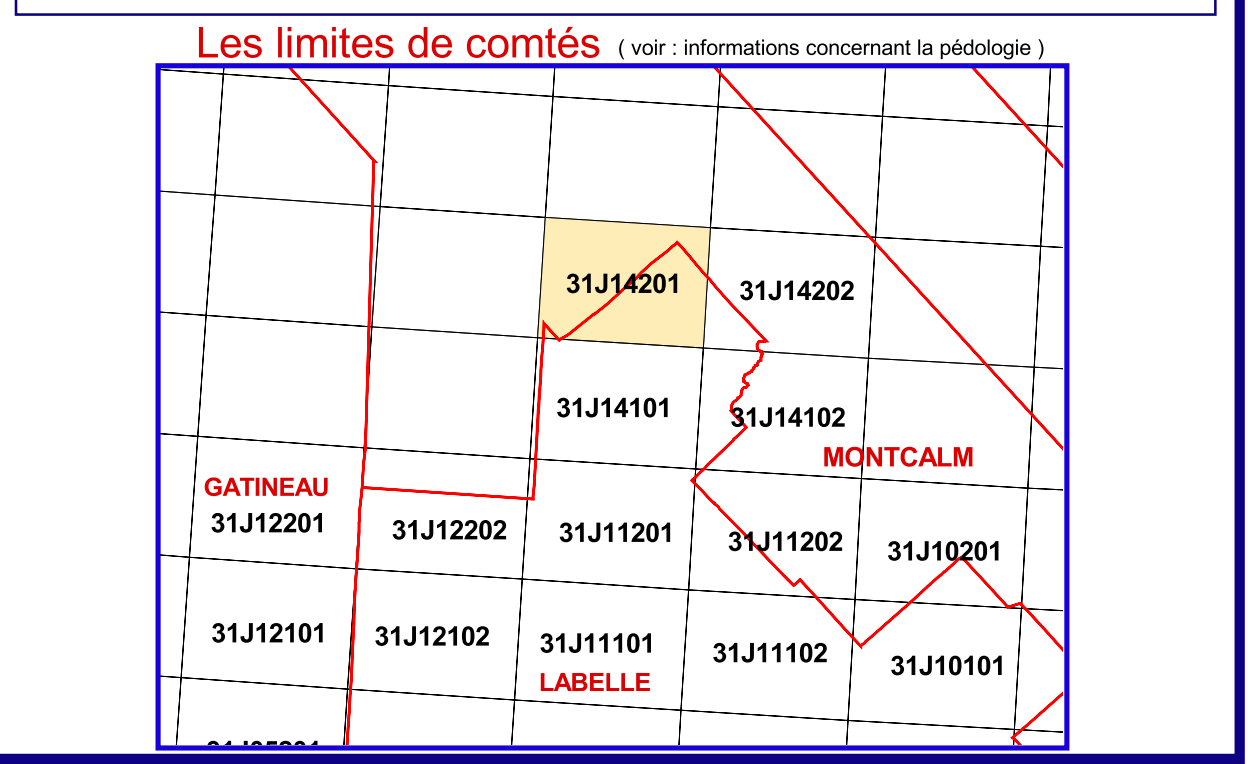 Les limites de comtés ( voir : informations concernant la pédologie )
31J14201
31J14202
31J14101
31J14102
MONTCALM
GATINEAU
31J12201
31J12202
31J11201
31J11202
31J10201
31J12101
31J12102
31J11101
31J11102
31J10101
LABELLE